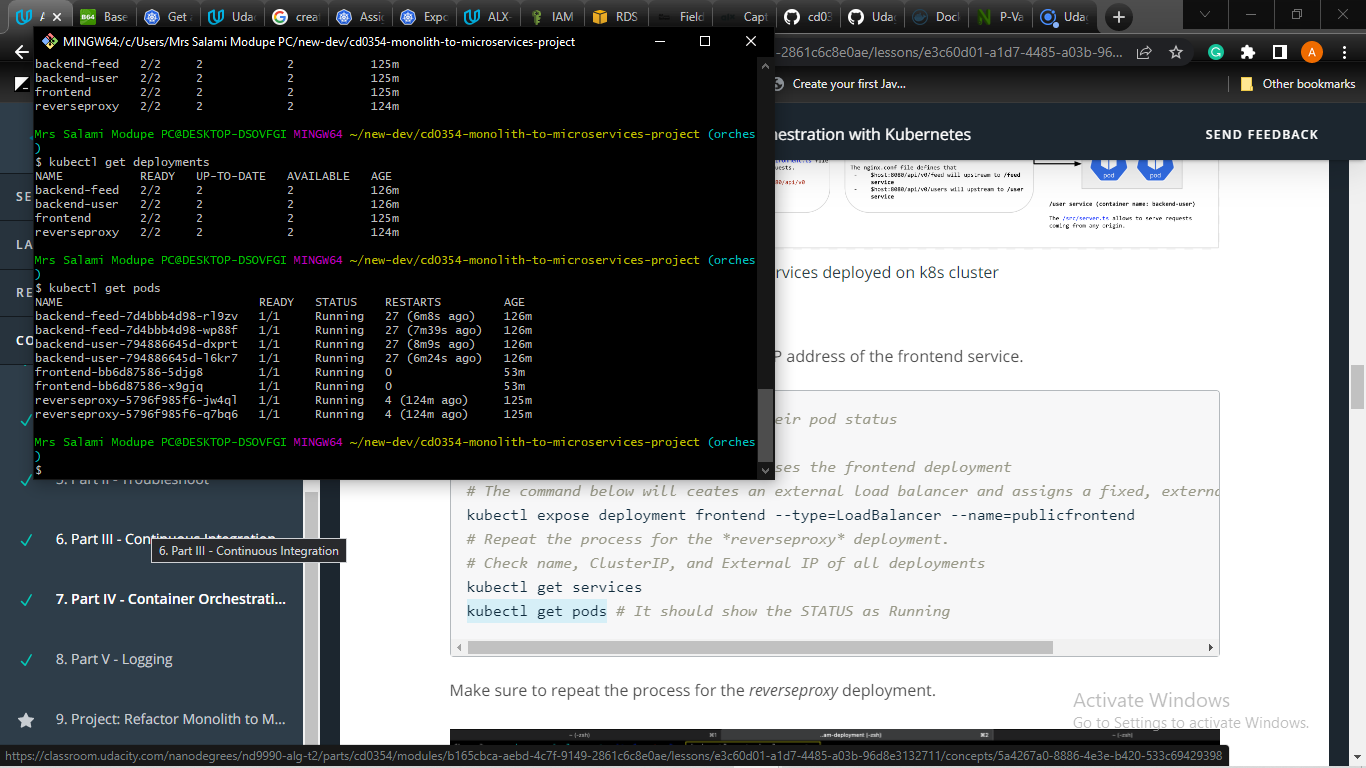 Base
Get
Uda
creat
Assig
Expo
ALX-
IAM
RDS
Field
Capt
cd03
Uda
Dock
P-Va
Uda
MINGW64:/c/Users/Mrs Salami Modupe PC/new-dev/cd0354-monolith-to-microservices-project
-2861c6c8e0ae/lessons/e3c60d01-a1d7-4485-a03b-96...
Create your first Jav...
Other bookmarks
backend-feed 2/2 2 2 125m
backend-user 2/2 2 2 125m
frontend 2/2 2 2 125m
reverseproxy 2/2 2 2 124m
Mrs Salami Modupe PC@DESKTOP-DSOVFGI MINGW64 ~/new-dev/cd0354-monolith-to-microservices-project (orches
)
$ kubectl get deployments
NAME READY UP-TO-DATE AVAILABLE AGE
backend-feed 2/2 2 2 126m
backend-user 2/2 2 2 126m
frontend 2/2 2 2 125m
reverseproxy 2/2 2 2 124m
Mrs Salami Modupe PC@DESKTOP-DSOVFGI MINGW64 ~/new-dev/cd0354-monolith-to-microservices-project (orches
)
$ kubectl get pods
NAME READY STATUS RESTARTS AGE
backend-feed-7d4bbb4d98-rl9zv 1/1 Running 27 (6m8s ago) 126m
backend-feed-7d4bbb4d98-wp88f 1/1 Running 27 (7m39s ago) 126m
backend-user-794886645d-dxprt 1/1 Running 27 (8m9s ago) 126m
backend-user-794886645d-l6kr7 1/1 Running 27 (6m24s ago) 126m
frontend-bb6d87586-5djg8 1/1 Running 0 53m
frontend-bb6d87586-x9gjq 1/1 Running 0 53m
reverseproxy-5796f985f6-jw4ql 1/1 Running 4 (124m ago) 125m
reverseproxy-5796f985f6-q7bq6 1/1 Running 4 (124m ago) 125m
Mrs Salami Modupe PC@DESKTOP-DSOVFGI MINGW64 ~/new-dev/cd0354-monolith-to-microservices-project (orches
)
$
SE
LA
RE
CO
5. Part II - Troubleshoot
6. Part III - Continuous Integration
6. Part III - Continuous Integration
7. Part IV - Container Orchestrati...
8. Part V - Logging
9. Project: Refactor Monolith to M...
hestration with Kubernetes
SEND FEEDBACK
The nginx.conf file defines that
- $host:8080/api/v0/feed will upstream to /feed
service
- $host:8080/api/v0/users will upstream to /user
service
80/api/v0
pod
pod
/user service (container name: backend-user)
The /src/server.ts allows to serve requests
coming from any origin.
rvices deployed on k8s cluster
P address of the frontend service.
eir pod status
ses the frontend deployment
# The command below will ceates an external load balancer and assigns a fixed, externa
kubectl expose deployment frontend --type=LoadBalancer --name=publicfrontend
# Repeat the process for the *reverseproxy* deployment.
# Check name, ClusterIP, and External IP of all deployments
kubectl get services
kubectl get pods # It should show the STATUS as Running
Make sure to repeat the process for the reverseproxy deployment.
Activate Windows
Go to Settings to activate Windows.
~ (-zsh)
⌘1
..am-deployment (-zsh)
⌘2
~ (-zsh)
https://classroom.udacity.com/nanodegrees/nd9990-alg-t2/parts/cd0354/modules/b165cbca-aebd-4c7f-9149-2861c6c8e0ae/lessons/e3c60d01-a1d7-4485-a03b-96d8e3132711/concepts/5a4267a0-8886-4e3e-b420-533c69429398